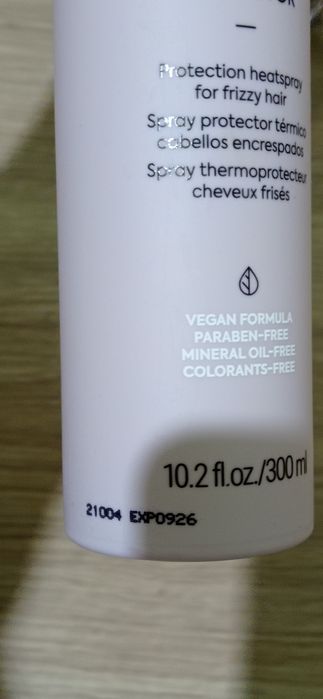 Protection heatspray
for frizzy hair
Spray protector térmico
cabellos encrespados
Spray thermoprotecteur
cheveux frisés
VEGAN FORMULA
PARABEN-FREE
MINERAL OIL-FREE
COLORANTS-FREE
10.2 fl.oz./300 ml
21004 EXP0926